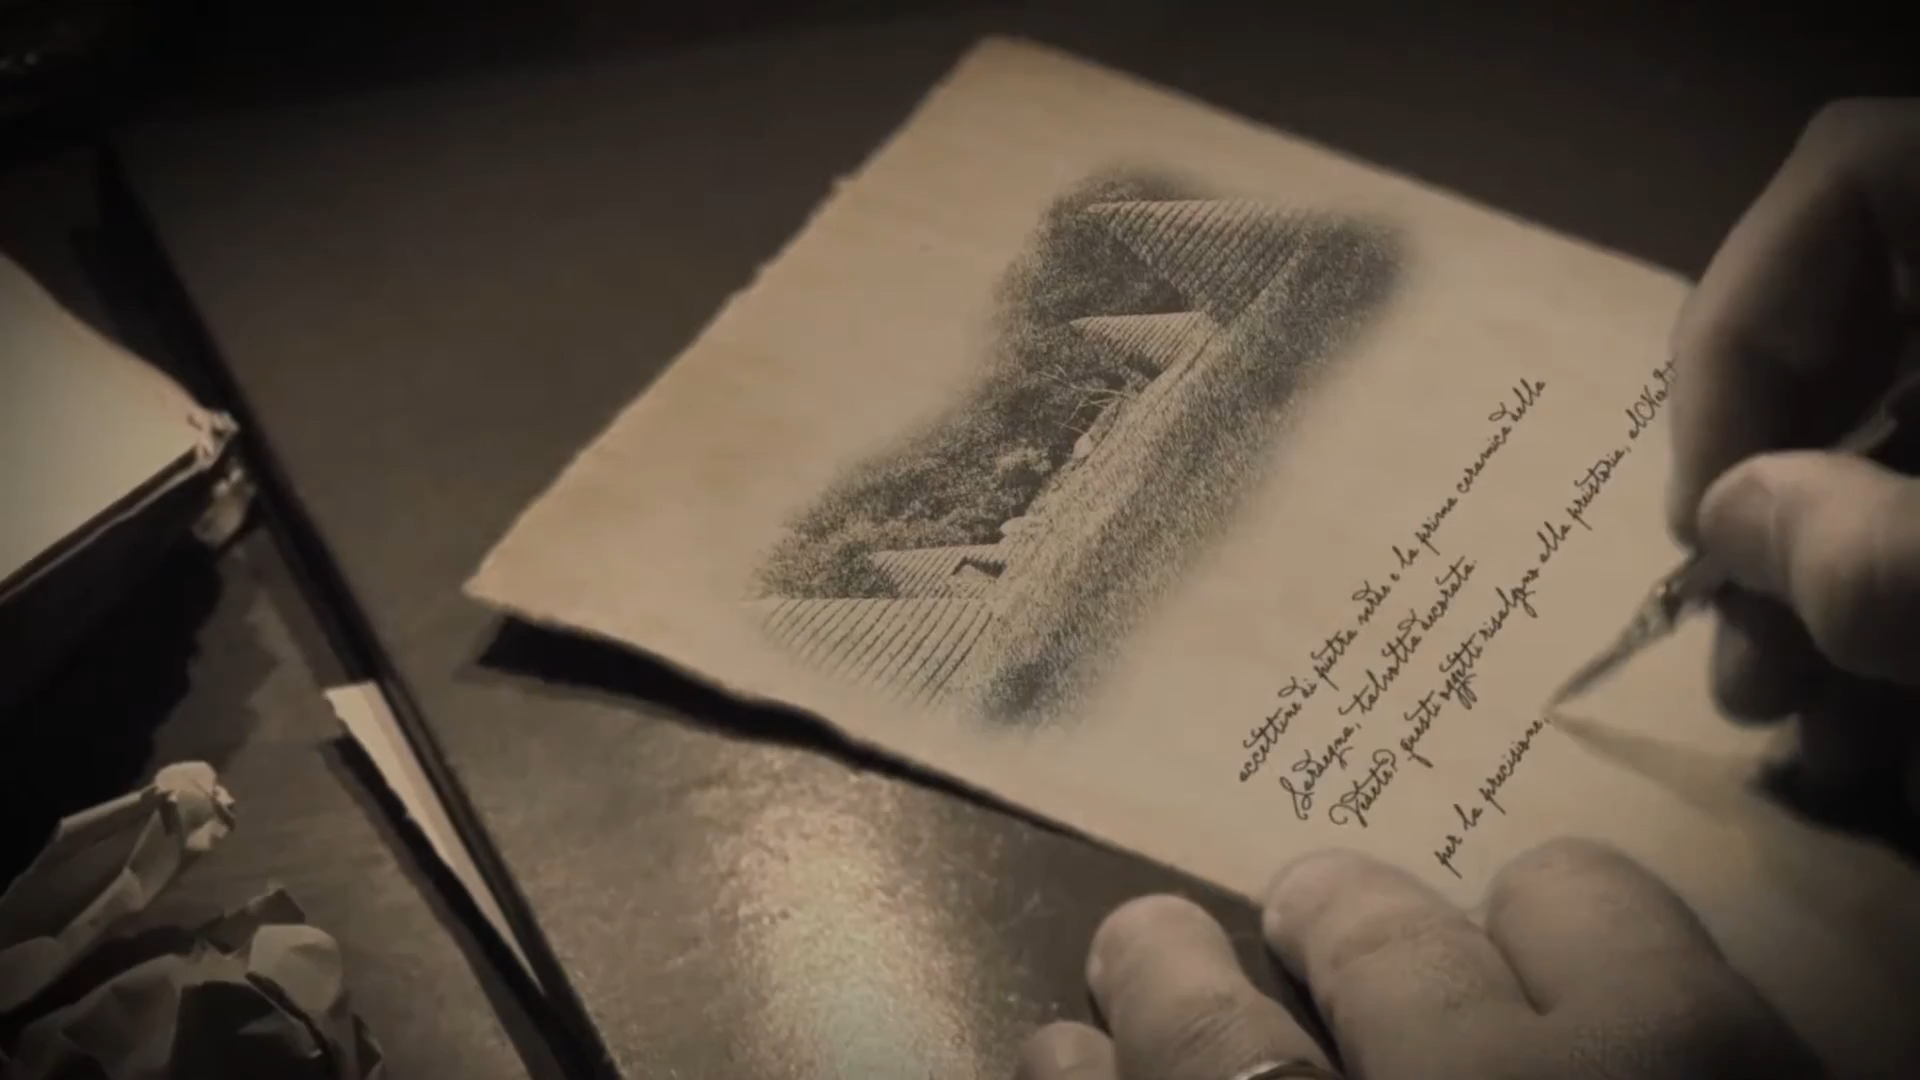 accettine di pietra verde e la prima ceramica della
Sardegna, talvolta decorata.
Veseto? questi oggetti risalgono alla preistoria, al
per la precisione,